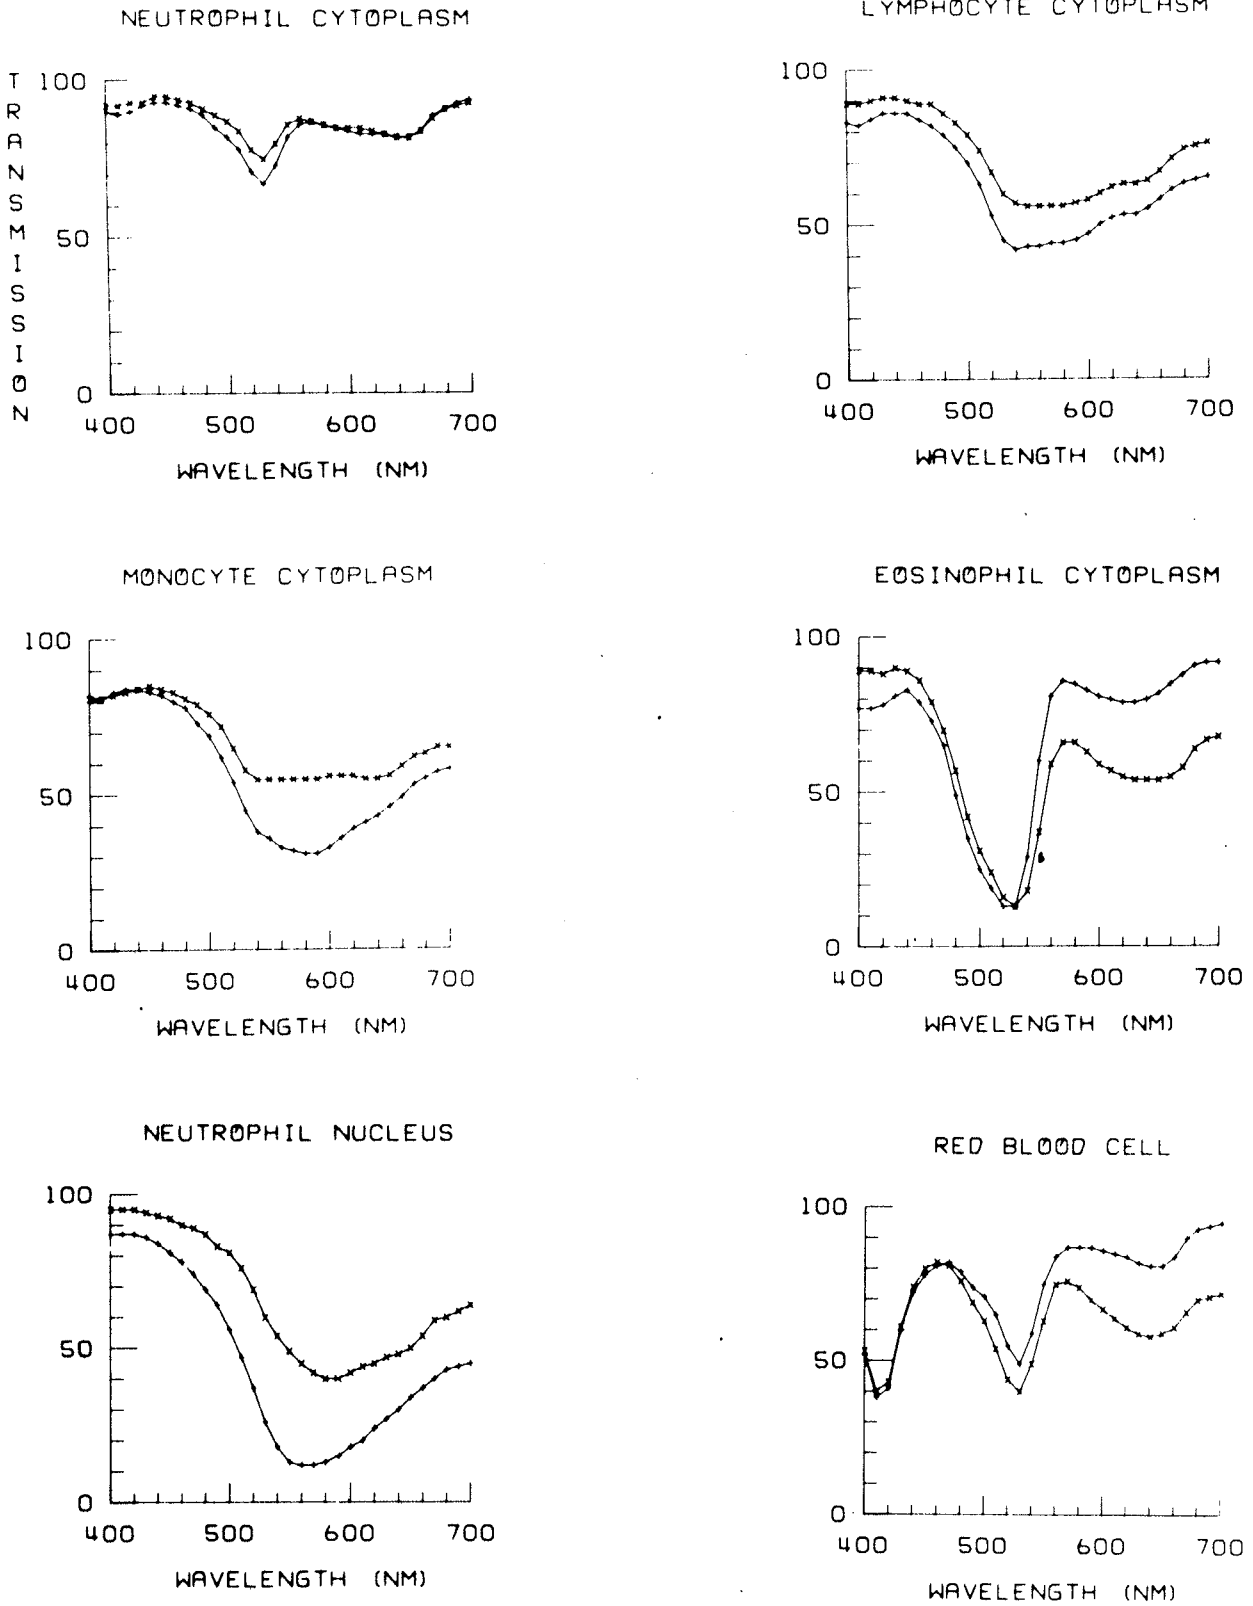 NEUTROPHIL CYTOPLASM
TRANSMISSION
100
50
0
400 500 600 700
WAVELENGTH (NM)
LYMPHOCYTE CYTOPLASM
100
50
0
400 500 600 700
WAVELENGTH (NM)
MONOCYTE CYTOPLASM
100
50
0
400 500 600 700
WAVELENGTH (NM)
EOSINOPHIL CYTOPLASM
100
50
0
400 500 600 700
WAVELENGTH (NM)
NEUTROPHIL NUCLEUS
100
50
0
400 500 600 700
WAVELENGTH (NM)
RED BLOOD CELL
100
50
0
400 500 600 700
WAVELENGTH (NM)